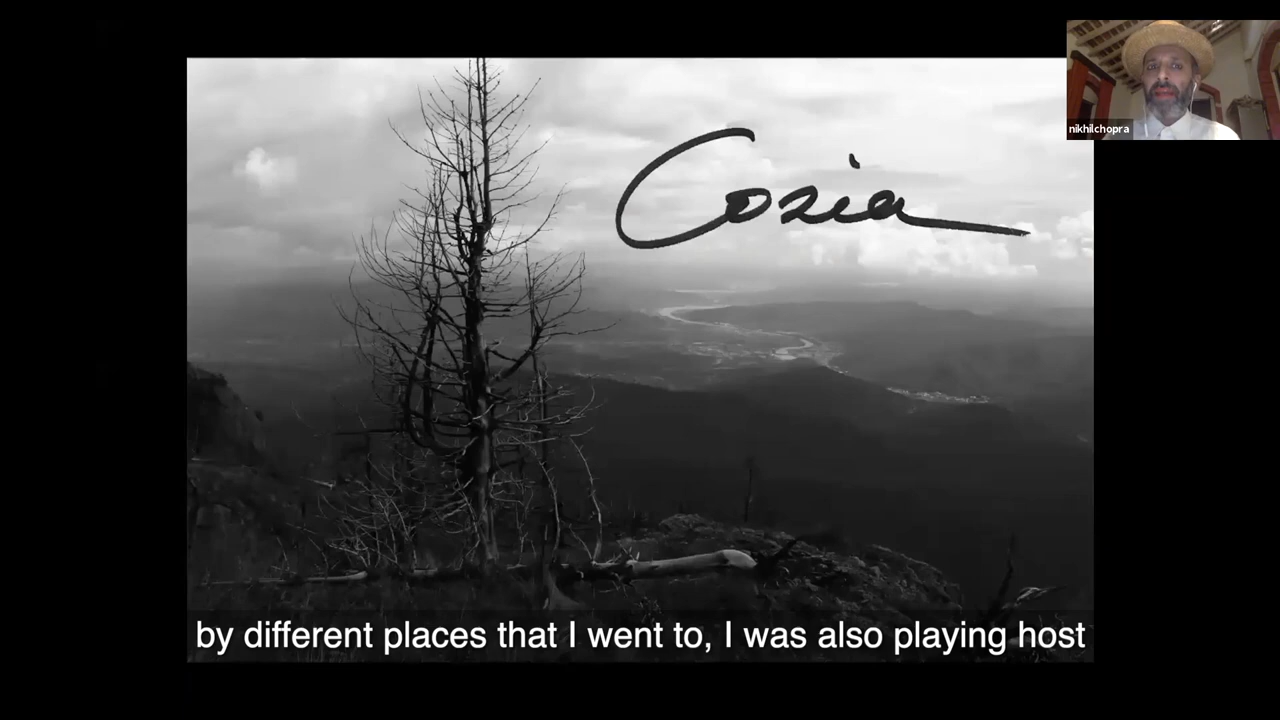 Cozia
nikhilchopra
by different places that I went to, I was also playing host